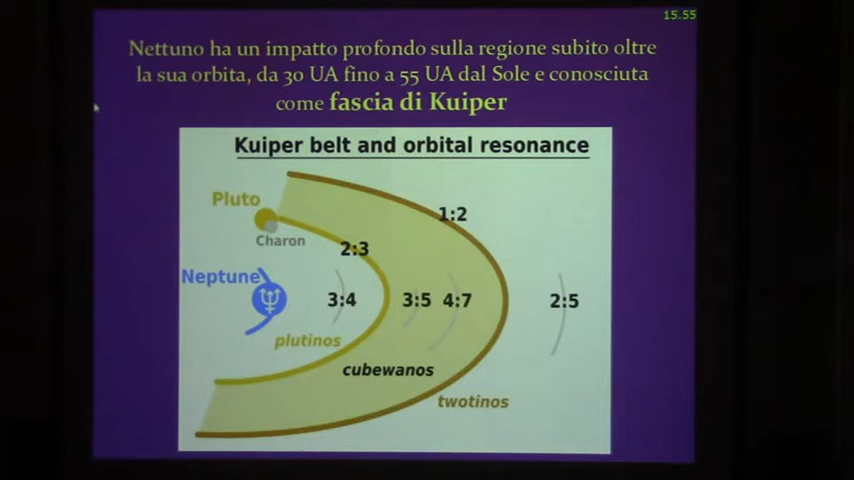 15.55
Nettuno ha un impatto profondo sulla regione subito oltre
la sua orbita, da 30 UA fino a 55 UA dal Sole e conosciuta
come fascia di Kuiper
Kuiper belt and orbital resonance
Pluto
1:2
Charon
2:3
Neptune
3:4
3:5
4:7
2:5
plutinos
cubewanos
twotinos